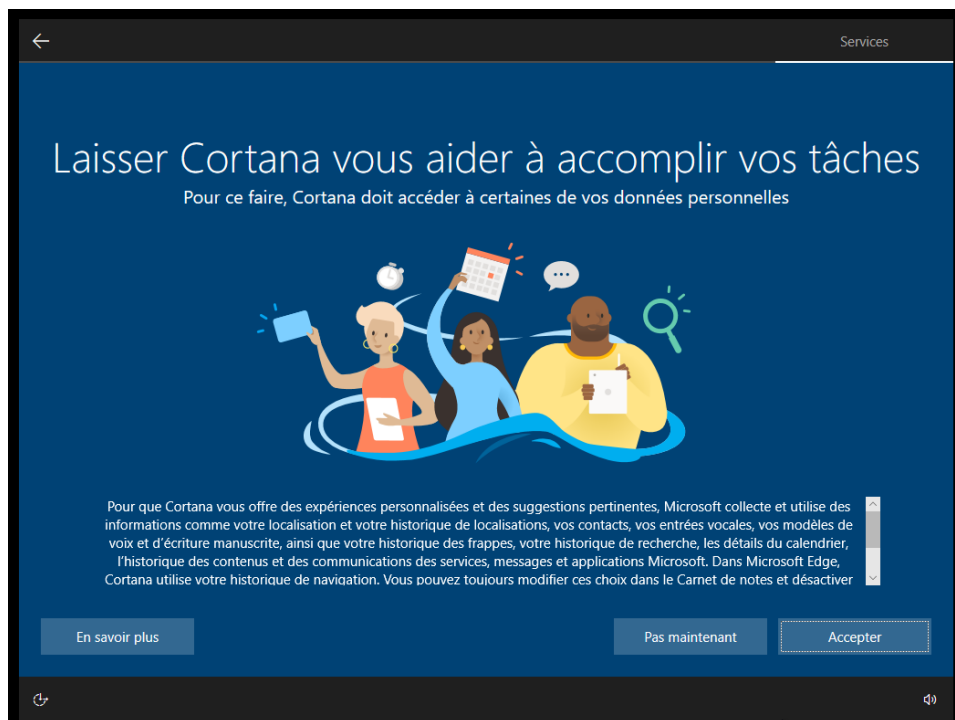 Services
Laisser Cortana vous aider à accomplir vos tâches
Pour ce faire, Cortana doit accéder à certaines de vos données personnelles
Pour que Cortana vous offre des expériences personnalisées et des suggestions pertinentes, Microsoft collecte et utilise des
informations comme votre localisation et votre historique de localisations, vos contacts, vos entrées vocales, vos modèles de
voix et d'écriture manuscrite, ainsi que votre historique des frappes, votre historique de recherche, les détails du calendrier,
l'historique des contenus et des communications des services, messages et applications Microsoft. Dans Microsoft Edge,
Cortana utilise votre historique de navigation. Vous pouvez toujours modifier ces choix dans le Carnet de notes et désactiver
En savoir plus
Pas maintenant
Accepter